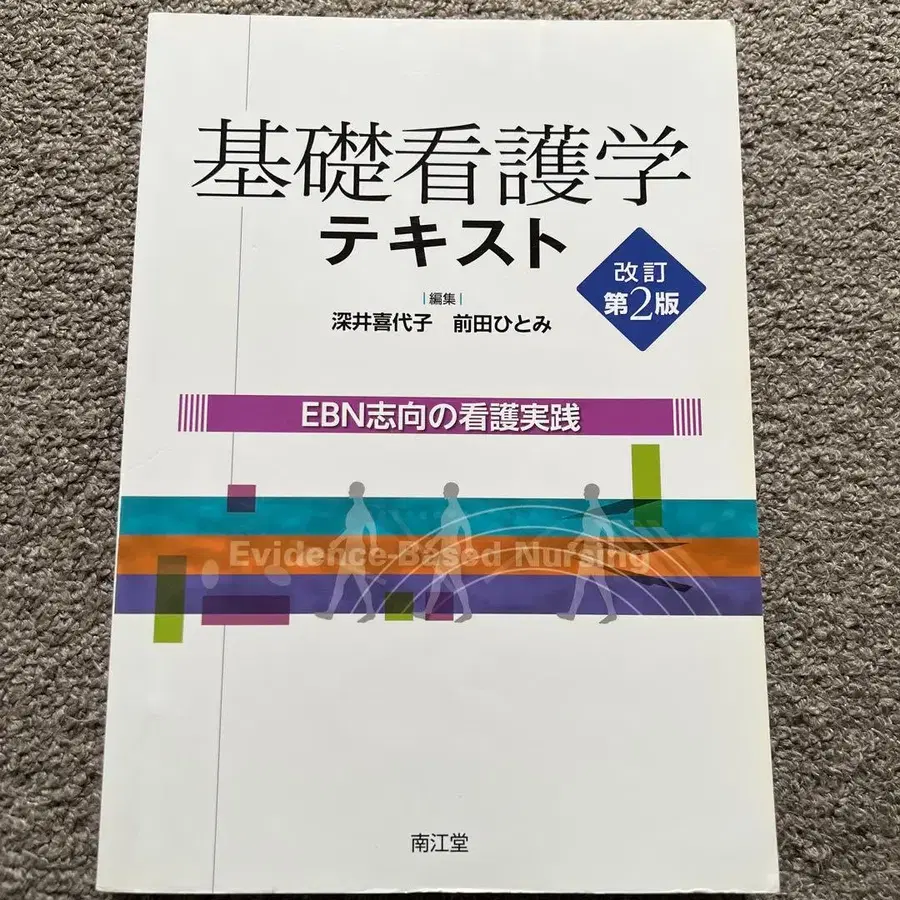 基礎看護学
テキスト
改訂
第2版
|編集|
深井喜代子 前田ひとみ
EBN志向の看護実践
Evidence-Based Nursing
南江堂